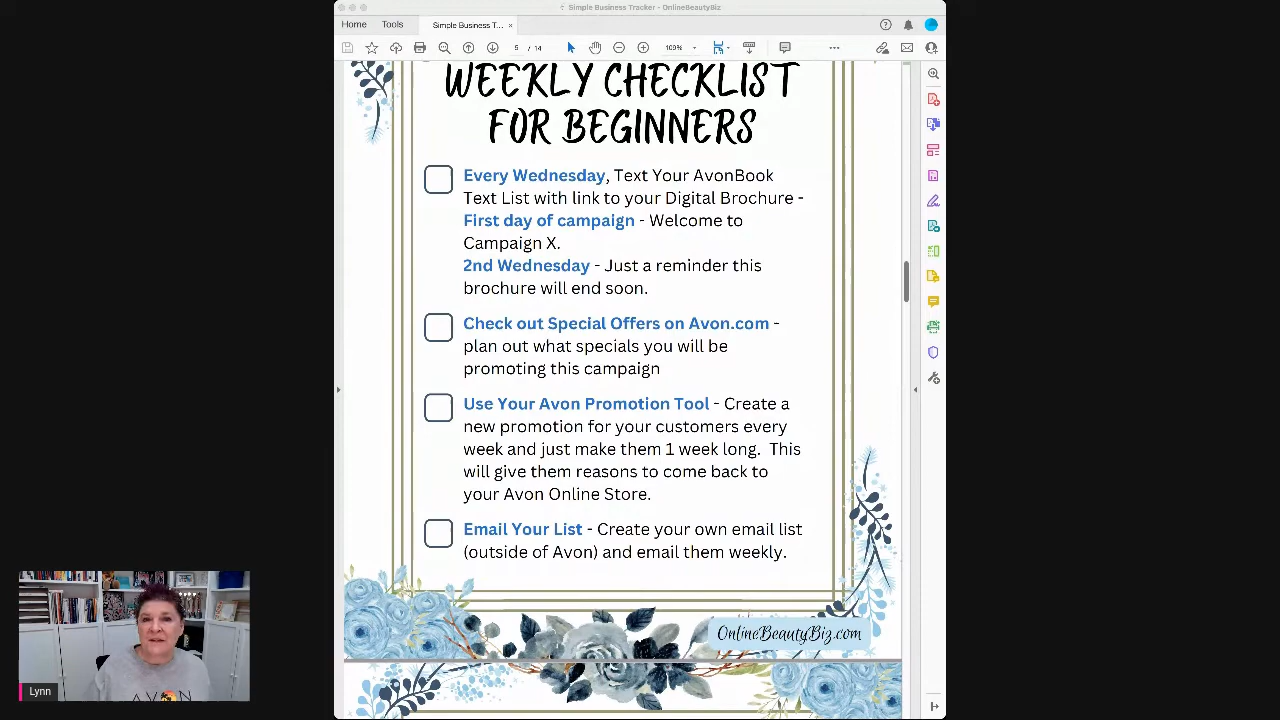 Simple Business Tracker - OnlineBeautyBiz
Home Tools Simple Business T... ×
5 / 14 109%
WEEKLY CHECKLIST
FOR BEGINNERS
Every Wednesday, Text Your AvonBook
Text List with link to your Digital Brochure -
First day of campaign - Welcome to
Campaign X.
2nd Wednesday - Just a reminder this
brochure will end soon.
Check out Special Offers on Avon.com -
plan out what specials you will be
promoting this campaign
Use Your Avon Promotion Tool - Create a
new promotion for your customers every
week and just make them 1 week long. This
will give them reasons to come back to
your Avon Online Store.
Email Your List - Create your own email list
(outside of Avon) and email them weekly.
OnlineBeautyBiz.com
Lynn
AVON